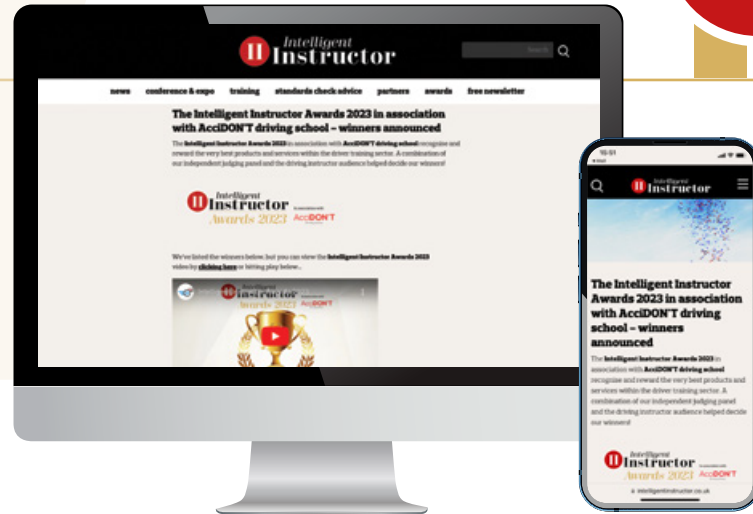 Intelligent
Instructor
Search
news conference & expo training standards check advice partners awards free newsletter
The Intelligent Instructor Awards 2023 in association
with AcciDON'T driving school – winners announced
The Intelligent Instructor Awards 2023 in association with AcciDON'T driving school recognise and
reward the very best products and services within the driver training sector. A combination of
our independent judging panel and the driving instructor audience helped decide our winners!
Intelligent
Instructor
Awards 2023 AcciDON'T
We've listed the winners below, but you can view the Intelligent Instructor Awards 2023
video by clicking here or hitting play below...
Intelligent
Instructor
Awards 2023 AcciDON'T
10:51
Intelligent
Instructor
The Intelligent Instructor
Awards 2023 in association
with AcciDON'T driving
school – winners
announced
The Intelligent Instructor Awards 2023 in
association with AcciDON'T driving school
recognise and reward the very best products and
services within the driver training sector. A
combination of our independent judging panel
and the driving instructor audience helped decide
our winners!
Intelligent
Instructor
Awards 2023 AcciDON'T
intelligentinstructor.co.uk